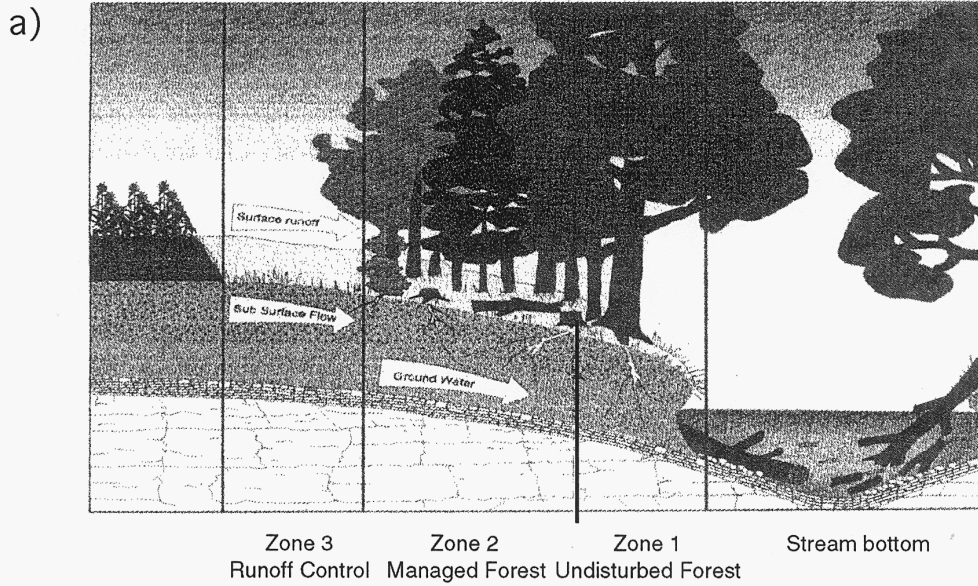 a)
Surface runoff
Sub Surface Flow
Ground Water
Zone 3 Zone 2 Zone 1 Stream bottom
Runoff Control Managed Forest Undisturbed Forest